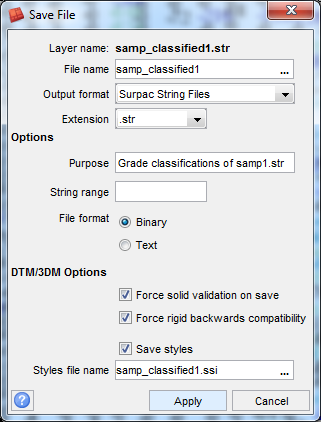 Save File
Layer name: samp_classified1.str
File name samp_classified1 ...
Output format Surpac String Files
Extension .str
Options
Purpose Grade classifications of samp1.str
String range
File format Binary
Text
DTM/3DM Options
Force solid validation on save
Force rigid backwards compatibility
Save styles
Styles file name samp_classified1.ssi ...
? Apply Cancel